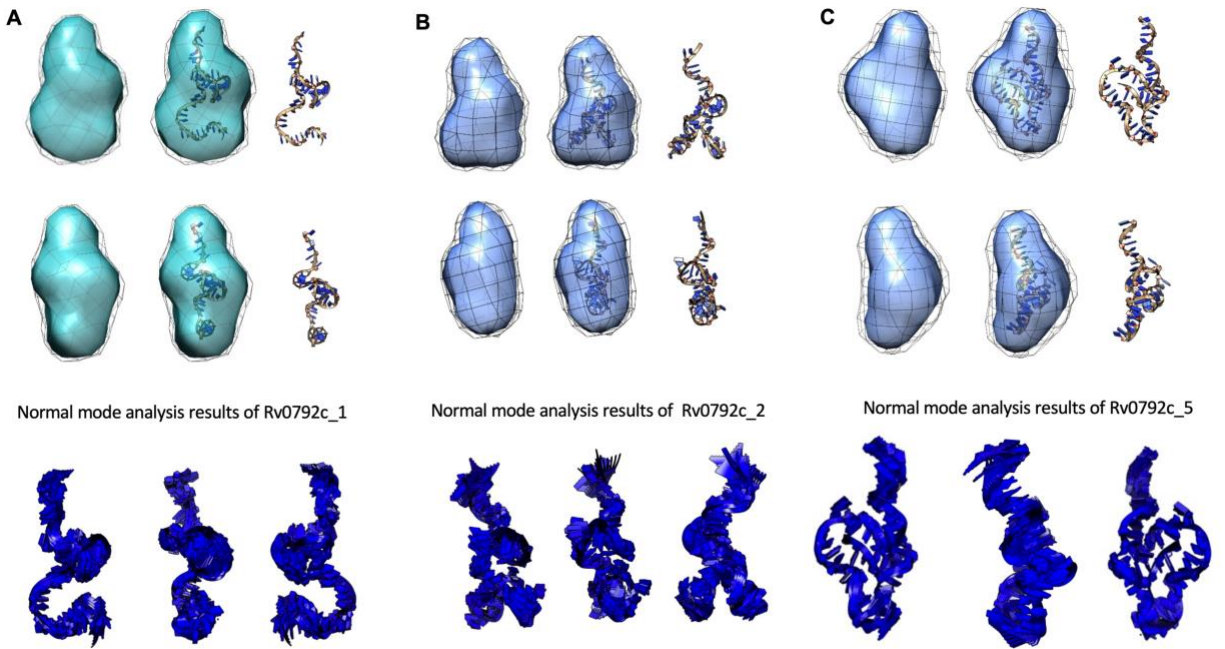 A
B
C
Normal mode analysis results of Rv0792c_1
Normal mode analysis results of Rv0792c_2
Normal mode analysis results of Rv0792c_5